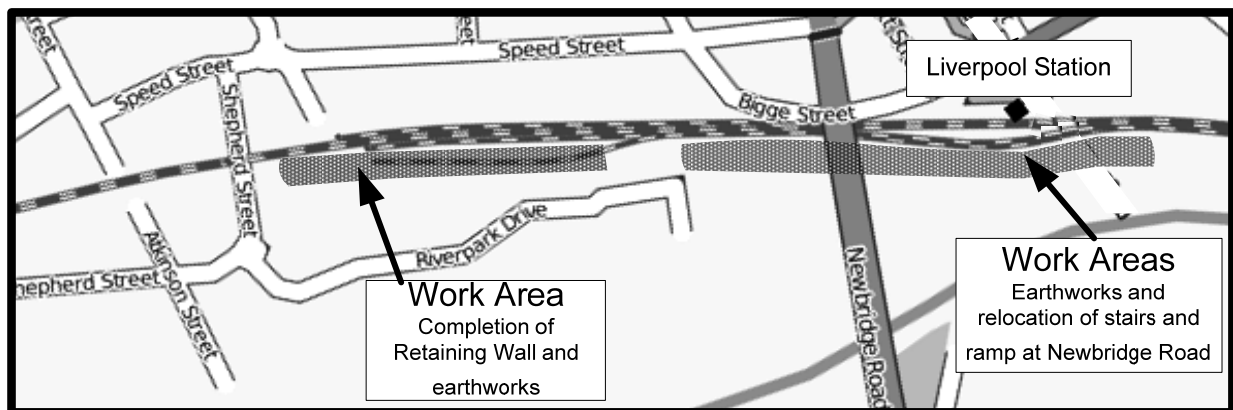 Street
Speed Street
Street
Speed Street
Shepherd Street
Bigge Street
Liverpool Station
Atkinson Street
hepherd Street
Riverpark Drive
Newbridge Road
Work Area
Completion of
Retaining Wall and
earthworks
Work Areas
Earthworks and
relocation of stairs and
ramp at Newbridge Road